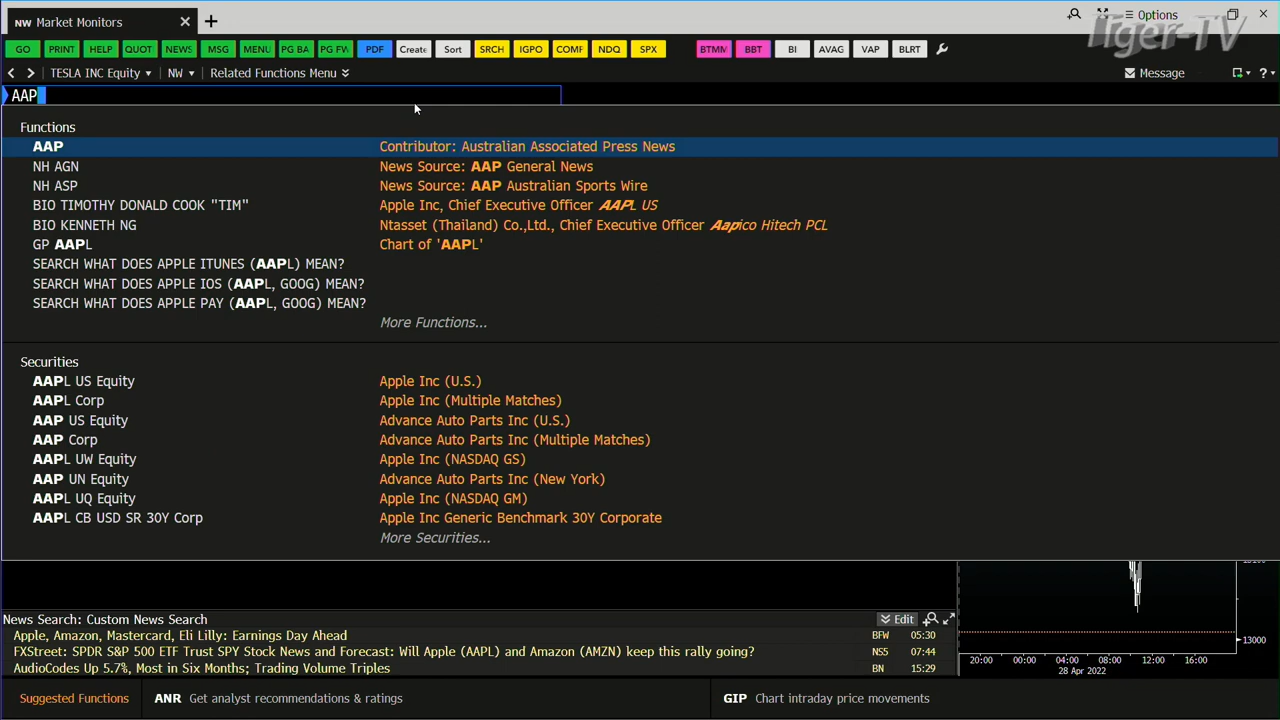 NW Market Monitors
Options
Tiger-TV
GO PRINT HELP QUOT NEWS MSG MENU PG BA PG FW PDF Create Sort SRCH IGPO COMF NDQ SPX BTMM BBT BI AVAG VAP BLRT
TESLA INC Equity NW Related Functions Menu Message ?
AAP
Functions
AAP Contributor: Australian Associated Press News
NH AGN News Source: AAP General News
NH ASP News Source: AAP Australian Sports Wire
BIO TIMOTHY DONALD COOK "TIM" Apple Inc, Chief Executive Officer AAPL US
BIO KENNETH NG Ntasset (Thailand) Co.,Ltd., Chief Executive Officer Aapico Hitech PCL
GP AAPL Chart of 'AAPL'
SEARCH WHAT DOES APPLE ITUNES (AAPL) MEAN?
SEARCH WHAT DOES APPLE IOS (AAPL, GOOG) MEAN?
SEARCH WHAT DOES APPLE PAY (AAPL, GOOG) MEAN?
More Functions...
Securities
AAPL US Equity Apple Inc (U.S.)
AAPL Corp Apple Inc (Multiple Matches)
AAP US Equity Advance Auto Parts Inc (U.S.)
AAP Corp Advance Auto Parts Inc (Multiple Matches)
AAPL UW Equity Apple Inc (NASDAQ GS)
AAP UN Equity Advance Auto Parts Inc (New York)
AAPL UQ Equity Apple Inc (NASDAQ GM)
AAPL CB USD SR 30Y Corp Apple Inc Generic Benchmark 30Y Corporate
More Securities...
News Search: Custom News Search Edit
Apple, Amazon, Mastercard, Eli Lilly: Earnings Day Ahead BFW 05:30
FXStreet: SPDR S&P 500 ETF Trust SPY Stock News and Forecast: Will Apple (AAPL) and Amazon (AMZN) keep this rally going? NS5 07:44
AudioCodes Up 5.7%, Most in Six Months; Trading Volume Triples BN 15:29
13000
20:00 00:00 04:00 08:00 12:00 16:00
28 Apr 2022
Suggested Functions ANR Get analyst recommendations & ratings GIP Chart intraday price movements